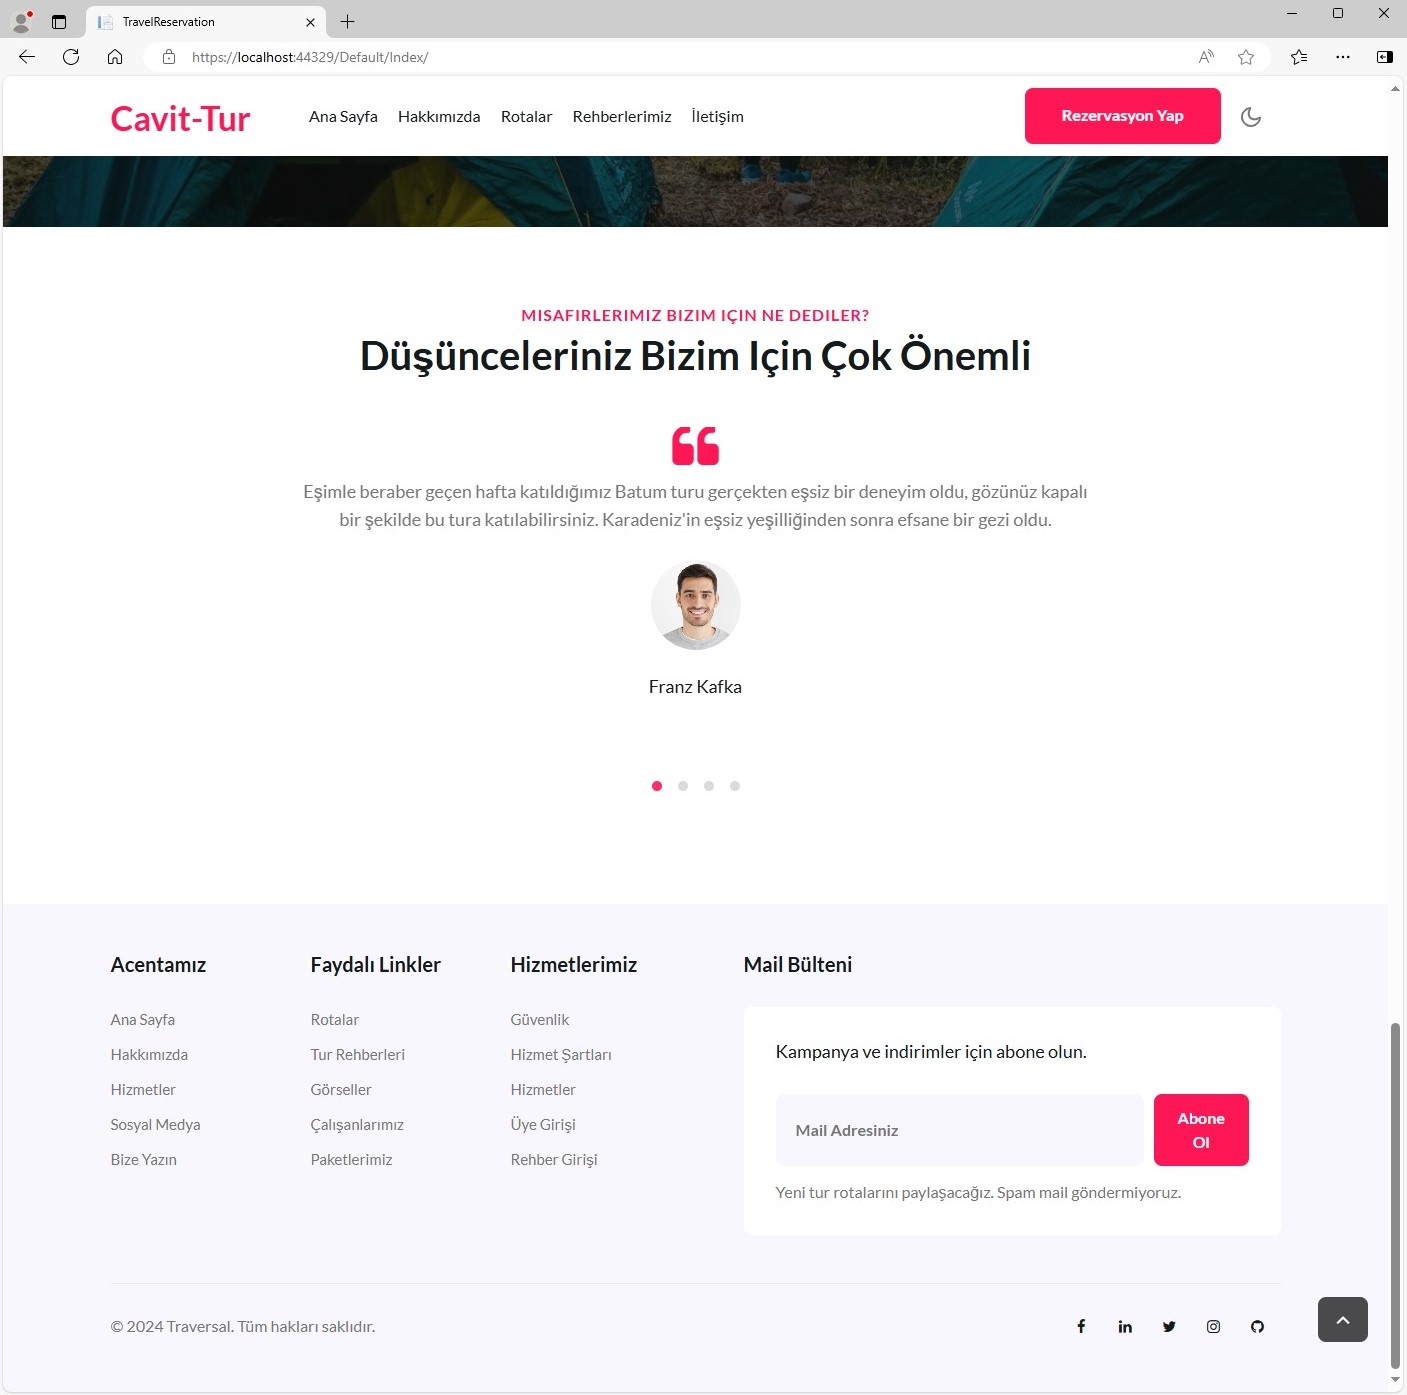 TravelReservation
https://localhost:44329/Default/Index/
Cavit-Tur
Ana Sayfa
Hakkımızda
Rotalar
Rehberlerimiz
İletişim
Rezervasyon Yap
MISAFIRLERIMIZ BIZIM IÇIN NE DEDILER?
Düşünceleriniz Bizim Için Çok Önemli
Eşimle beraber geçen hafta katıldığımız Batum turu gerçekten eşsiz bir deneyim oldu, gözünüz kapalı
bir şekilde bu tura katılabilirsiniz. Karadeniz'in eşsiz yeşilliğinden sonra efsane bir gezi oldu.
Franz Kafka
Acentamız
Ana Sayfa
Hakkımızda
Hizmetler
Sosyal Medya
Bize Yazın
Faydalı Linkler
Rotalar
Tur Rehberleri
Görseller
Çalışanlarımız
Paketlerimiz
Hizmetlerimiz
Güvenlik
Hizmet Şartları
Hizmetler
Üye Girişi
Rehber Girişi
Mail Bülteni
Kampanya ve indirimler için abone olun.
Mail Adresiniz
Abone
Ol
Yeni tur rotalarını paylaşacağız. Spam mail göndermiyoruz.
© 2024 Traversal. Tüm hakları saklıdır.